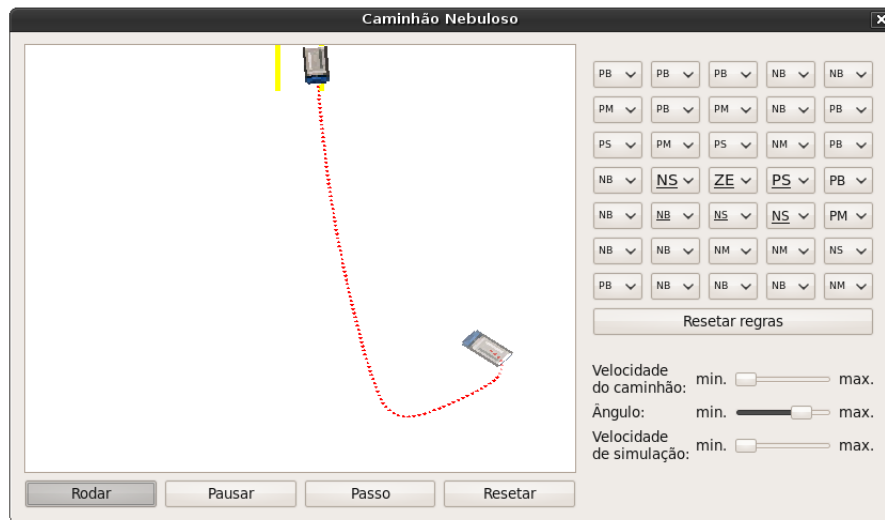 Caminhão Nebuloso
PB PB PB NB NB
PM PB PM NB PB
PS PM PS NM PB
NB NS ZE PS PB
NB NB NS NS PM
NB NB NM NM NS
PB NB NB NB NM
Resetar regras
Velocidade
do caminhão: min. max.
Ângulo: min. max.
Velocidade
de simulação: min. max.
Rodar Pausar Passo Resetar